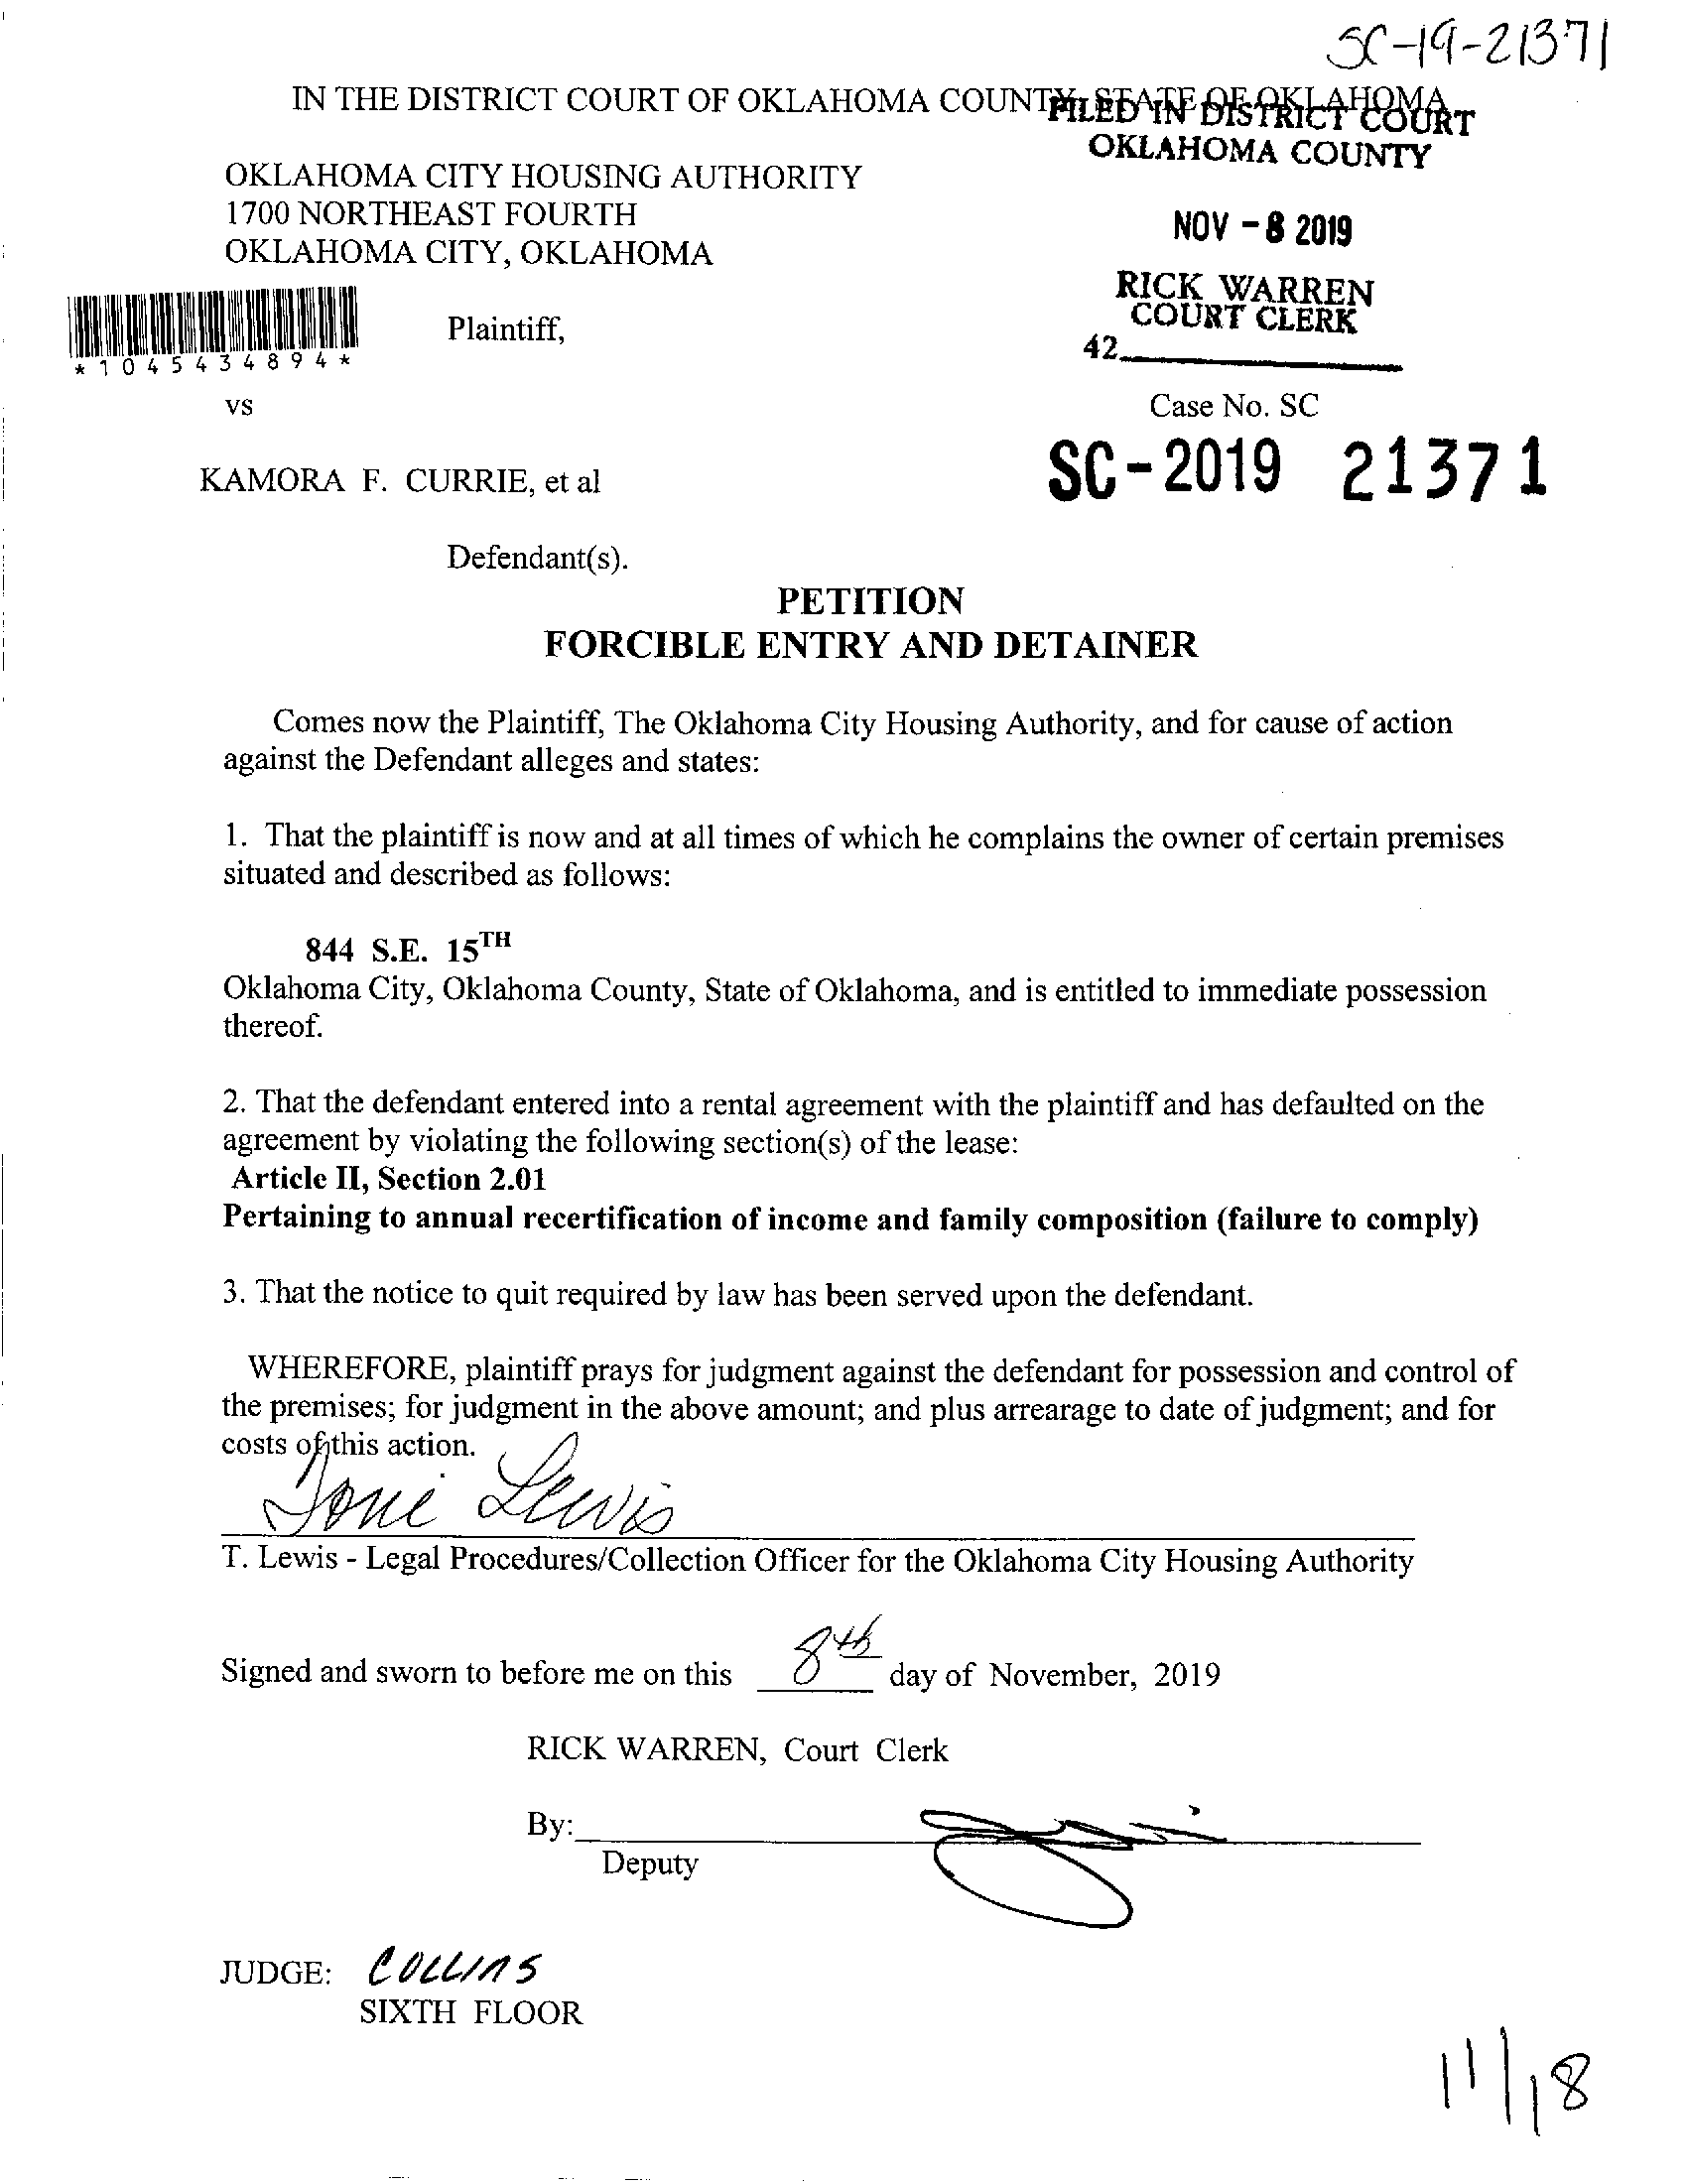 SC-19-21371
IN THE DISTRICT COURT OF OKLAHOMA COUNTY, STATE OF OKLAHOMA
FILED IN DISTRICT COURT
OKLAHOMA COUNTY
OKLAHOMA CITY HOUSING AUTHORITY
1700 NORTHEAST FOURTH
OKLAHOMA CITY, OKLAHOMA
NOV - 8 2019
RICK WARREN
COURT CLERK
42
*1045434894*
Plaintiff,
vs
Case No. SC
SC-2019 21371
KAMORA F. CURRIE, et al
Defendant(s).
PETITION
FORCIBLE ENTRY AND DETAINER
Comes now the Plaintiff, The Oklahoma City Housing Authority, and for cause of action
against the Defendant alleges and states:
1. That the plaintiff is now and at all times of which he complains the owner of certain premises
situated and described as follows:
844 S.E. 15TH
Oklahoma City, Oklahoma County, State of Oklahoma, and is entitled to immediate possession
thereof.
2. That the defendant entered into a rental agreement with the plaintiff and has defaulted on the
agreement by violating the following section(s) of the lease:
Article II, Section 2.01
Pertaining to annual recertification of income and family composition (failure to comply)
3. That the notice to quit required by law has been served upon the defendant.
WHEREFORE, plaintiff prays for judgment against the defendant for possession and control of
the premises; for judgment in the above amount; and plus arrearage to date of judgment; and for
costs of this action.
Toni Lewis
T. Lewis - Legal Procedures/Collection Officer for the Oklahoma City Housing Authority
Signed and sworn to before me on this 8th day of November, 2019
RICK WARREN, Court Clerk
By:
Deputy
JUDGE: COLLINS
SIXTH FLOOR
11/18